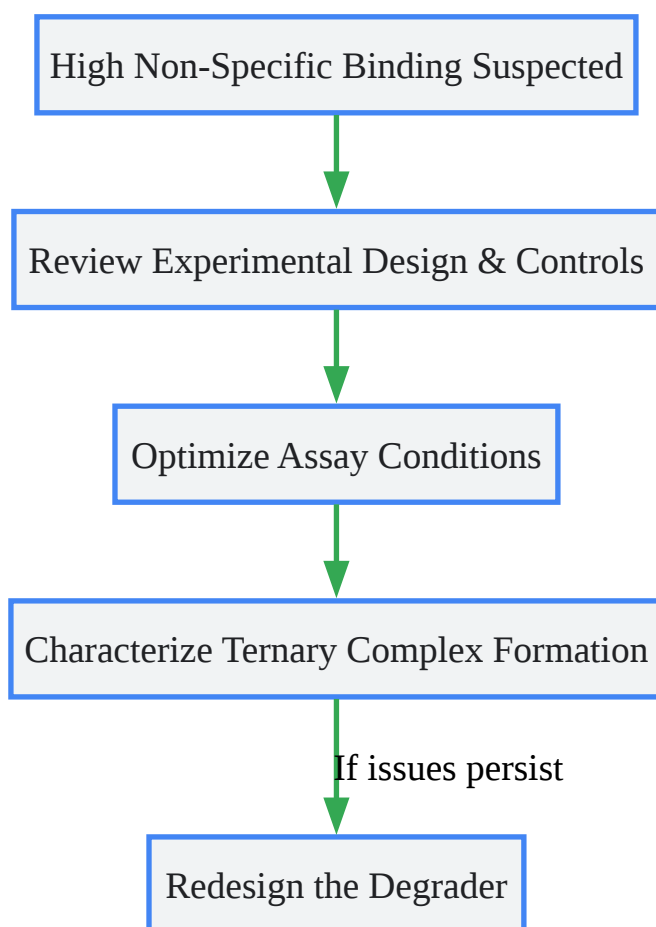 High Non-Specific Binding Suspected
Review Experimental Design & Controls
Optimize Assay Conditions
Characterize Ternary Complex Formation
If issues persist
Redesign the Degrader